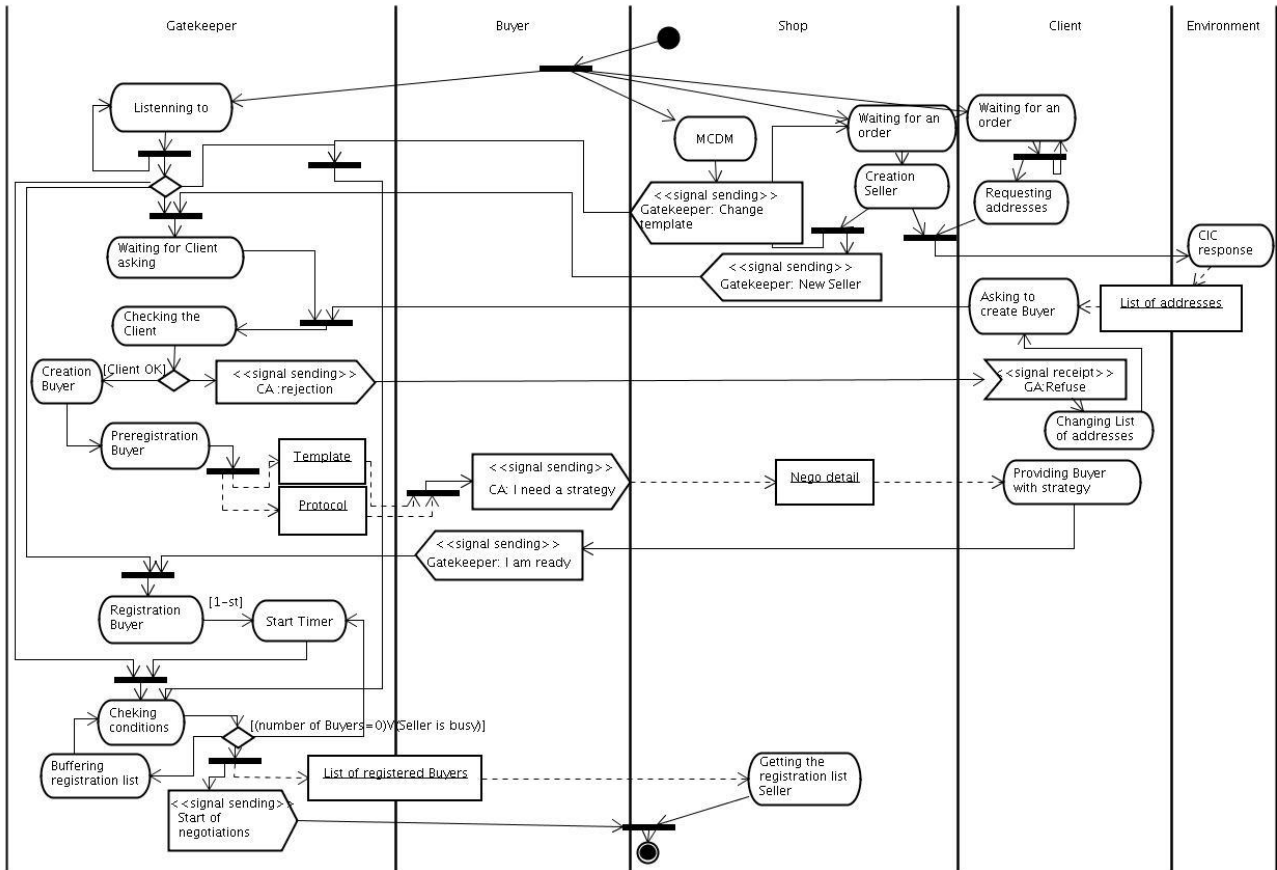 Gatekeeper
Buyer
Shop
Client
Environment
Listenning to
MCDM
Waiting for an
order
Waiting for an
order
Creation
Seller
Requesting
addresses
<<signal sending>>
Gatekeeper: Change
template
Waiting for Client
asking
CIC
response
<<signal sending>>
Gatekeeper: New Seller
Asking to
create Buyer
List of addresses
Checking the
Client
Creation
Buyer
[Client OK]
<<signal sending>>
CA :rejection
<<signal receipt>>
GA:Refuse
Changing List
of addresses
Preregistration
Buyer
Template
Protocol
<<signal sending>>
CA: I need a strategy
Nego detail
Providing Buyer
with strategy
<<signal sending>>
Gatekeeper: I am ready
Registration
Buyer
[1-st]
Start Timer
Cheking
conditions
[(number of Buyers=0)V(Seller is busy)]
Buffering
registration list
List of registered Buyers
Getting the
registration list
Seller
<<signal sending>>
Start of
negotiations